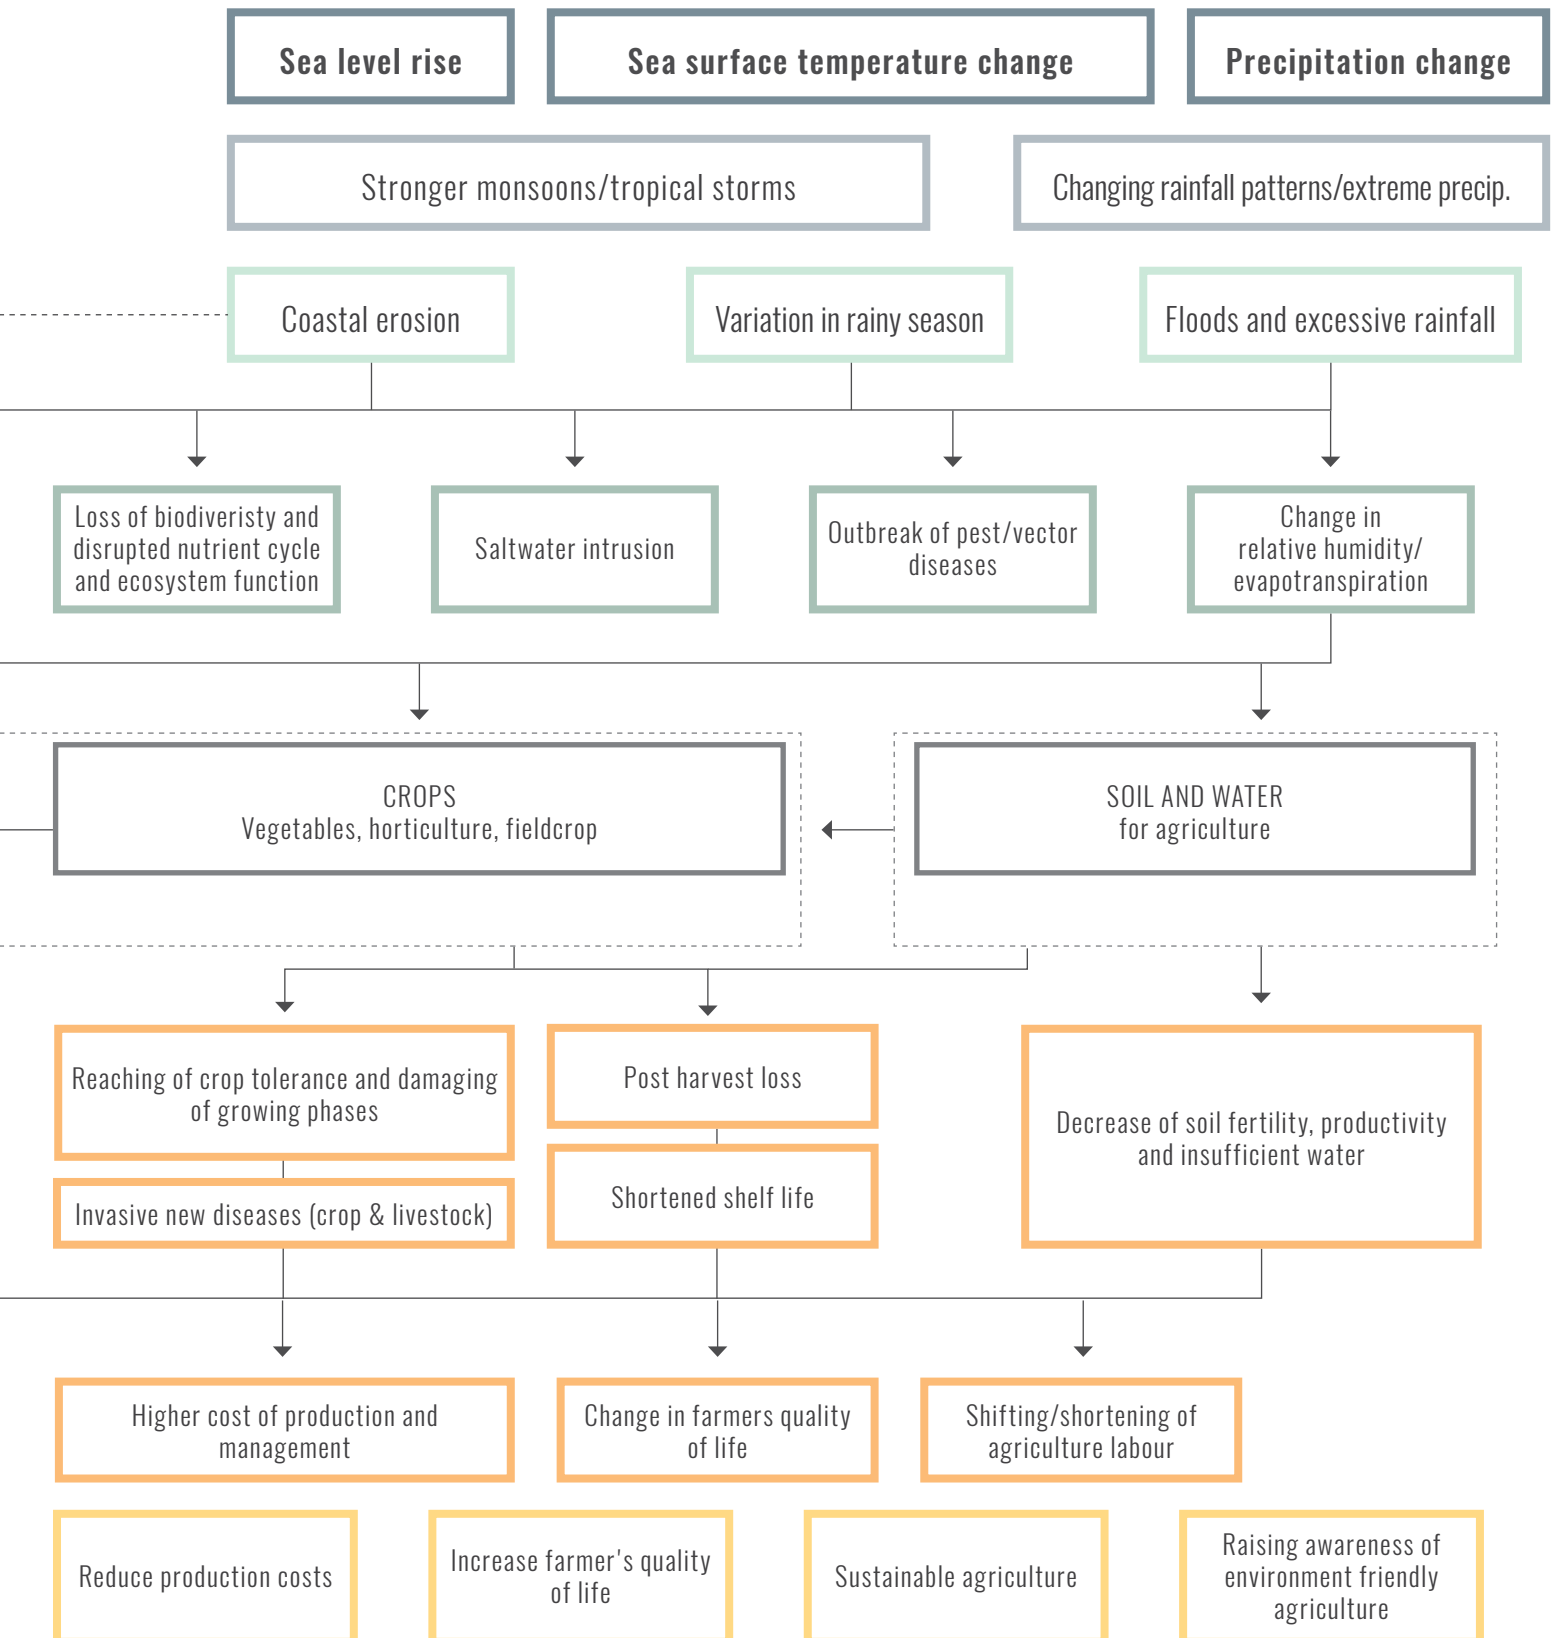 Sea level rise
Sea surface temperature change
Precipitation change
Stronger monsoons/tropical storms
Changing rainfall patterns/extreme precip.
Coastal erosion
Variation in rainy season
Floods and excessive rainfall
Loss of biodiveristy and
disrupted nutrient cycle
and ecosystem function
Saltwater intrusion
Outbreak of pest/vector
diseases
Change in
relative humidity/
evapotranspiration
CROPS
Vegetables, horticulture, fieldcrop
SOIL AND WATER
for agriculture
Reaching of crop tolerance and damaging
of growing phases
Invasive new diseases (crop & livestock)
Post harvest loss
Shortened shelf life
Decrease of soil fertility, productivity
and insufficient water
Higher cost of production and
management
Change in farmers quality
of life
Shifting/shortening of
agriculture labour
Reduce production costs
Increase farmer's quality
of life
Sustainable agriculture
Raising awareness of
environment friendly
agriculture